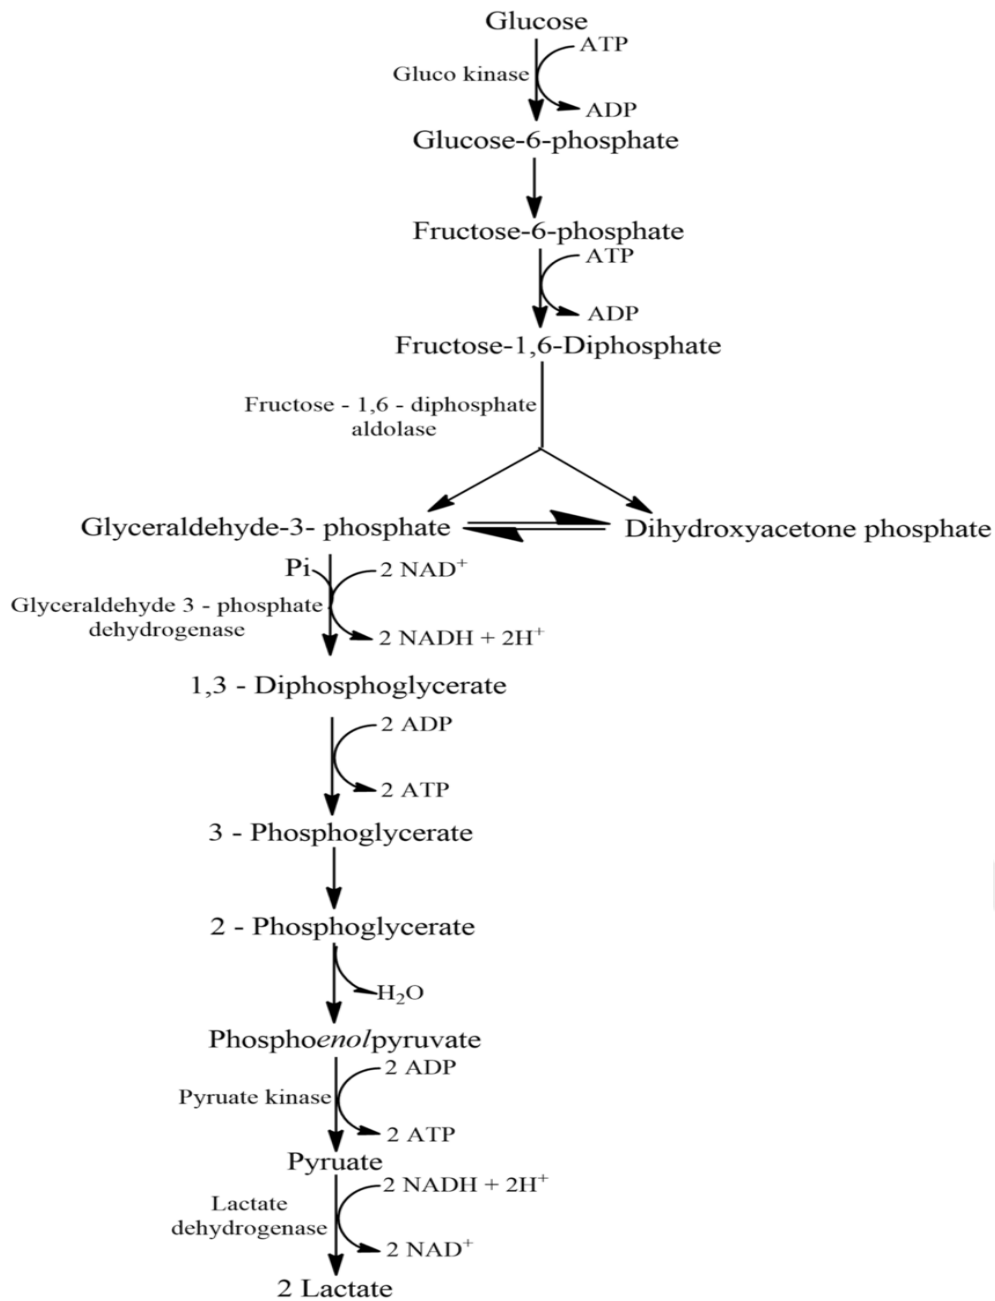 Glucose
ATP
Gluco kinase
ADP
Glucose-6-phosphate
Fructose-6-phosphate
ATP
ADP
Fructose-1,6-Diphosphate
Fructose - 1,6 - diphosphate
aldolase
Glyceraldehyde-3- phosphate
Dihydroxyacetone phosphate
Pi
2 NAD⁺
Glyceraldehyde 3 - phosphate
dehydrogenase
2 NADH + 2H⁺
1,3 - Diphosphoglycerate
2 ADP
2 ATP
3 - Phosphoglycerate
2 - Phosphoglycerate
H₂O
Phosphoenolpyruvate
2 ADP
Pyruate kinase
2 ATP
Pyruate
2 NADH + 2H⁺
Lactate
dehydrogenase
2 NAD⁺
2 Lactate